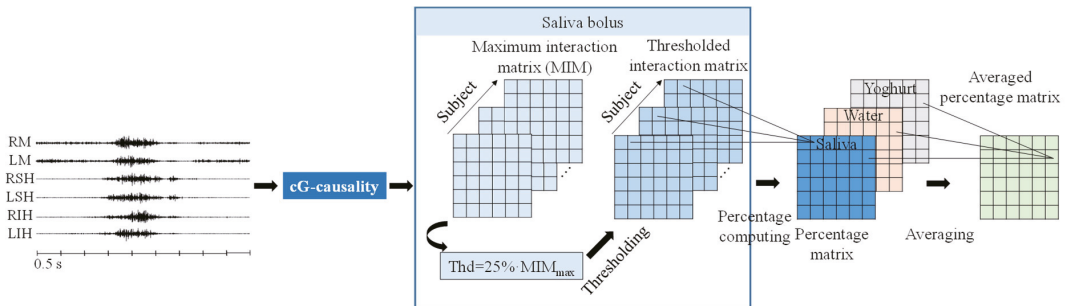 Saliva bolus
Maximum interaction
matrix (MIM)
Thresholded
interaction matrix
Subject
Subject
Yoghurt
Water
Saliva
Averaged
percentage matrix
RM
LM
RSH
LSH
RIH
LIH
0.5 s
cG-causality
...
...
Thd=25%·MIMmax
Thresholding
Percentage
computing
Percentage
matrix
Averaging